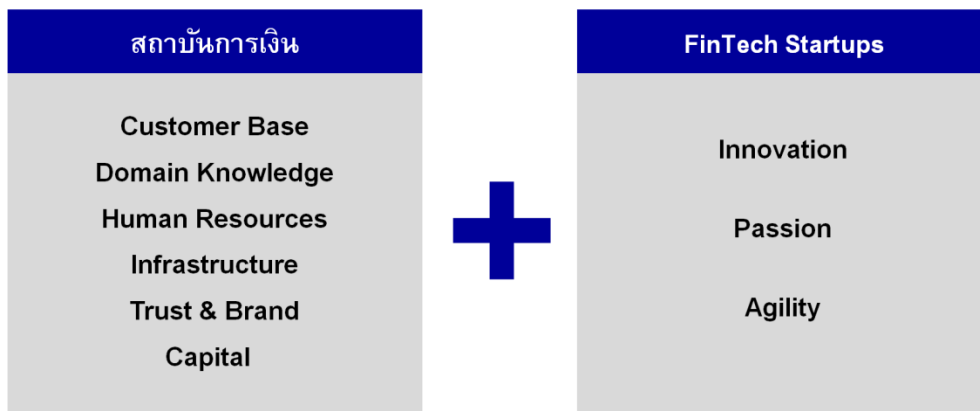 สถาบันการเงิน
Customer Base
Domain Knowledge
Human Resources
Infrastructure
Trust & Brand
Capital
FinTech Startups
Innovation
Passion
Agility